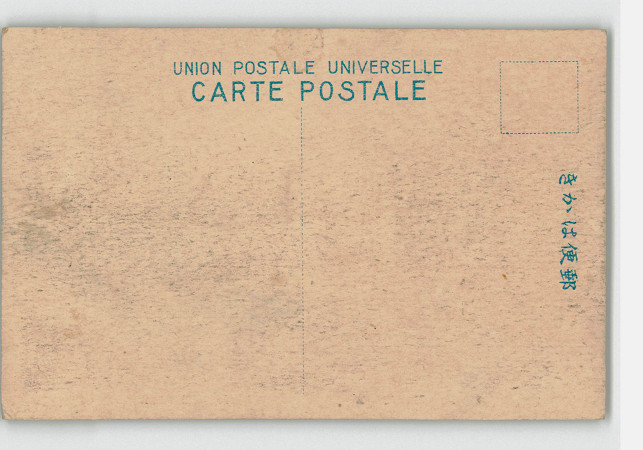 UNION POSTALE UNIVERSELLE
CARTE POSTALE
きかは便郵